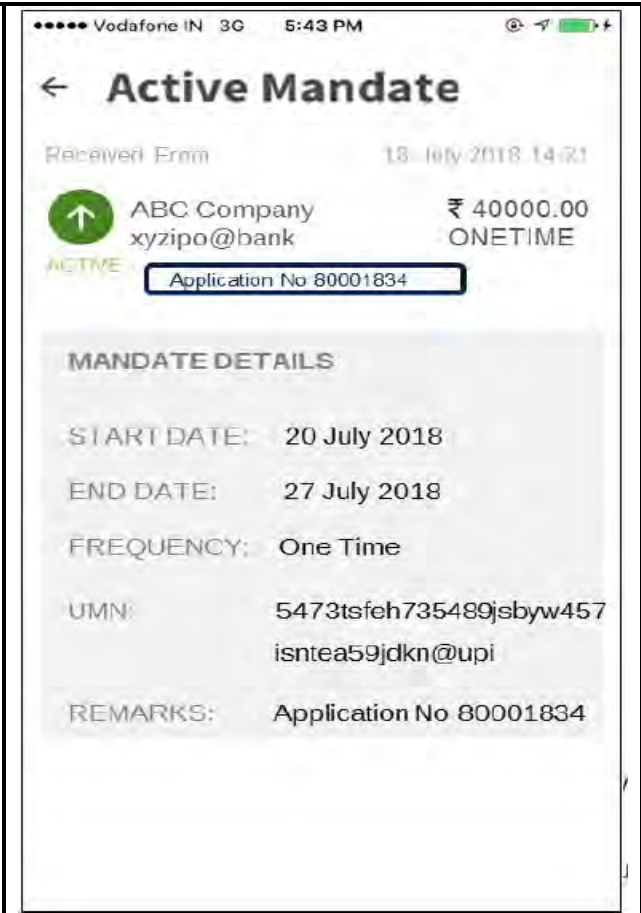 Vodafone IN 3G 5:43 PM
← Active Mandate
Received From 18 July 2018 14:21
ABC Company ₹ 40000.00
xyzipo@bank ONETIME
ACTIVE
Application No 80001834
MANDATE DETAILS
START DATE: 20 July 2018
END DATE: 27 July 2018
FREQUENCY: One Time
UMN: 5473tsfeh735489jsbyw457
isntea59jdkn@upi
REMARKS: Application No 80001834